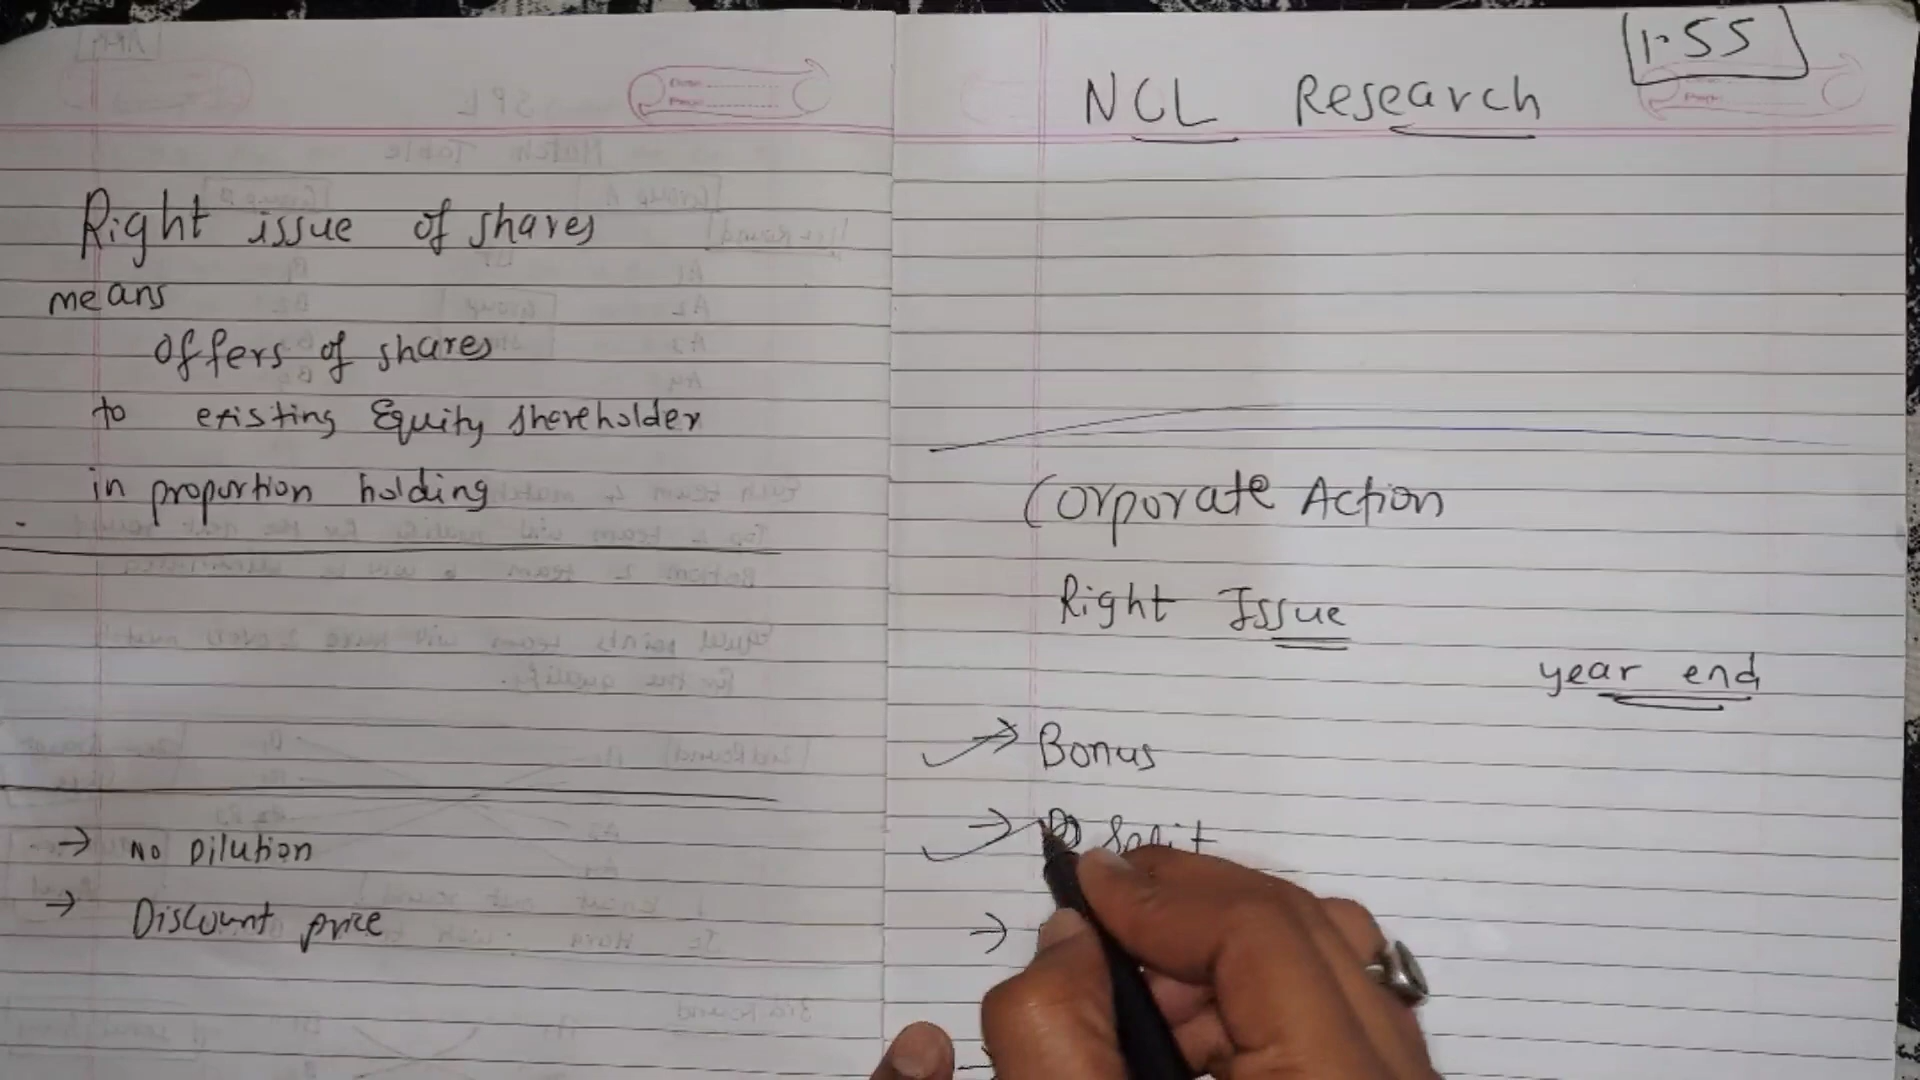 Right issue of shares
means
offers of shares
to existing Equity shareholder
in proportion holding
→ No Dilution
→ Discount price
1.55
NCL Research
Corporate Action
Right Issue
year end
→ Bonus
→ Split
→